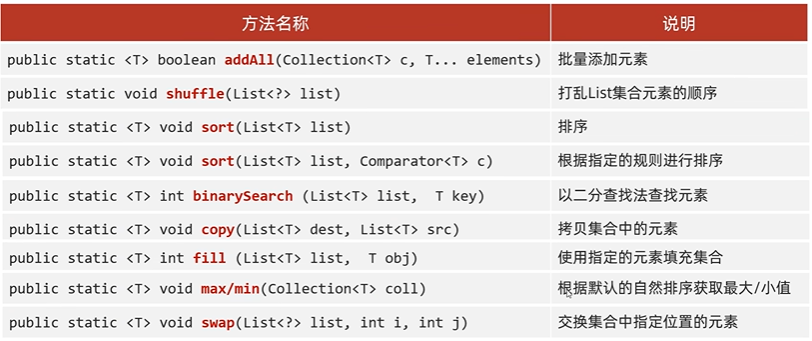 方法名称 说明
public static <T> boolean addAll(Collection<T> c, T... elements) 批量添加元素
public static void shuffle(List<?> list) 打乱List集合元素的顺序
public static <T> void sort(List<T> list) 排序
public static <T> void sort(List<T> list, Comparator<T> c) 根据指定的规则进行排序
public static <T> int binarySearch (List<T> list, T key) 以二分查找法查找元素
public static <T> void copy(List<T> dest, List<T> src) 拷贝集合中的元素
public static <T> int fill (List<T> list, T obj) 使用指定的元素填充集合
public static <T> void max/min(Collection<T> coll) 根据默认的自然排序获取最大/小值
public static <T> void swap(List<?> list, int i, int j) 交换集合中指定位置的元素